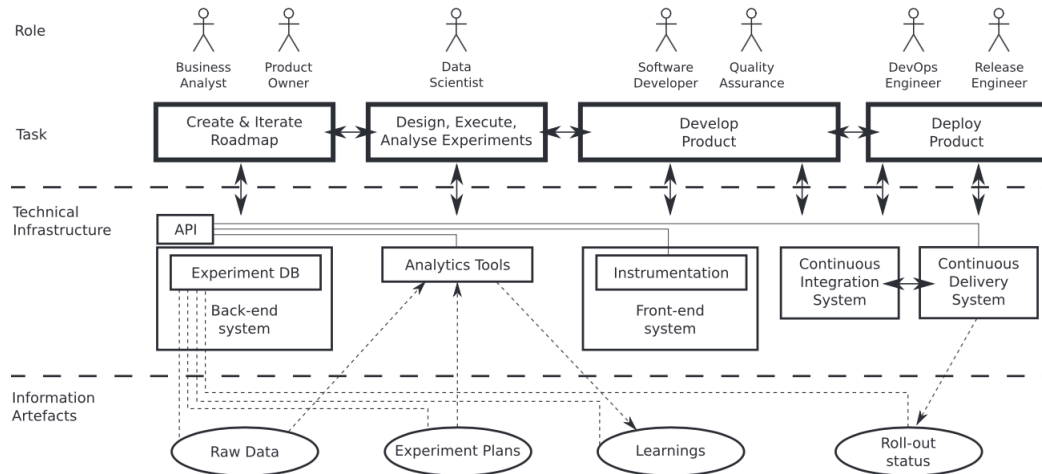 Role
Business
Analyst
Product
Owner
Data
Scientist
Software
Developer
Quality
Assurance
DevOps
Engineer
Release
Engineer
Task
Create & Iterate
Roadmap
Design, Execute,
Analyse Experiments
Develop
Product
Deploy
Product
Technical
Infrastructure
API
Experiment DB
Back-end
system
Analytics Tools
Instrumentation
Front-end
system
Continuous
Integration
System
Continuous
Delivery
System
Information
Artefacts
Raw Data
Experiment Plans
Learnings
Roll-out
status